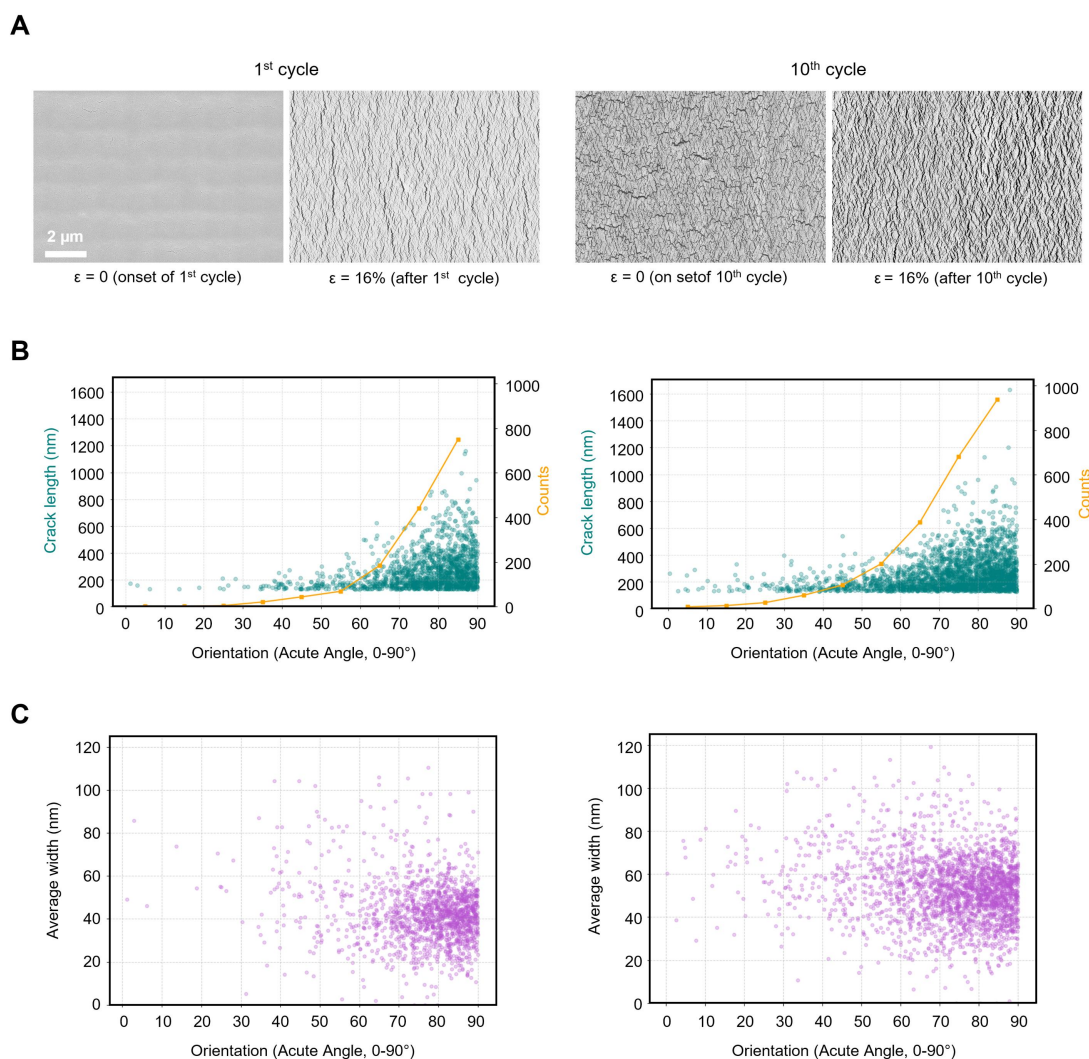 A
1st cycle
10th cycle
2 μm
ε = 0 (onset of 1st cycle)
ε = 16% (after 1st cycle)
ε = 0 (on setof 10th cycle)
ε = 16% (after 10th cycle)
B
Crack length (nm)
1600
1400
1200
1000
800
600
400
200
0
1000
800
600
400
200
0
Counts
0 10 20 30 40 50 60 70 80 90
Orientation (Acute Angle, 0-90°)
Crack length (nm)
1600
1400
1200
1000
800
600
400
200
0
1000
800
600
400
200
0
Counts
0 10 20 30 40 50 60 70 80 90
Orientation (Acute Angle, 0-90°)
C
Average width (nm)
120
100
80
60
40
20
0
0 10 20 30 40 50 60 70 80 90
Orientation (Acute Angle, 0-90°)
Average width (nm)
120
100
80
60
40
20
0
0 10 20 30 40 50 60 70 80 90
Orientation (Acute Angle, 0-90°)